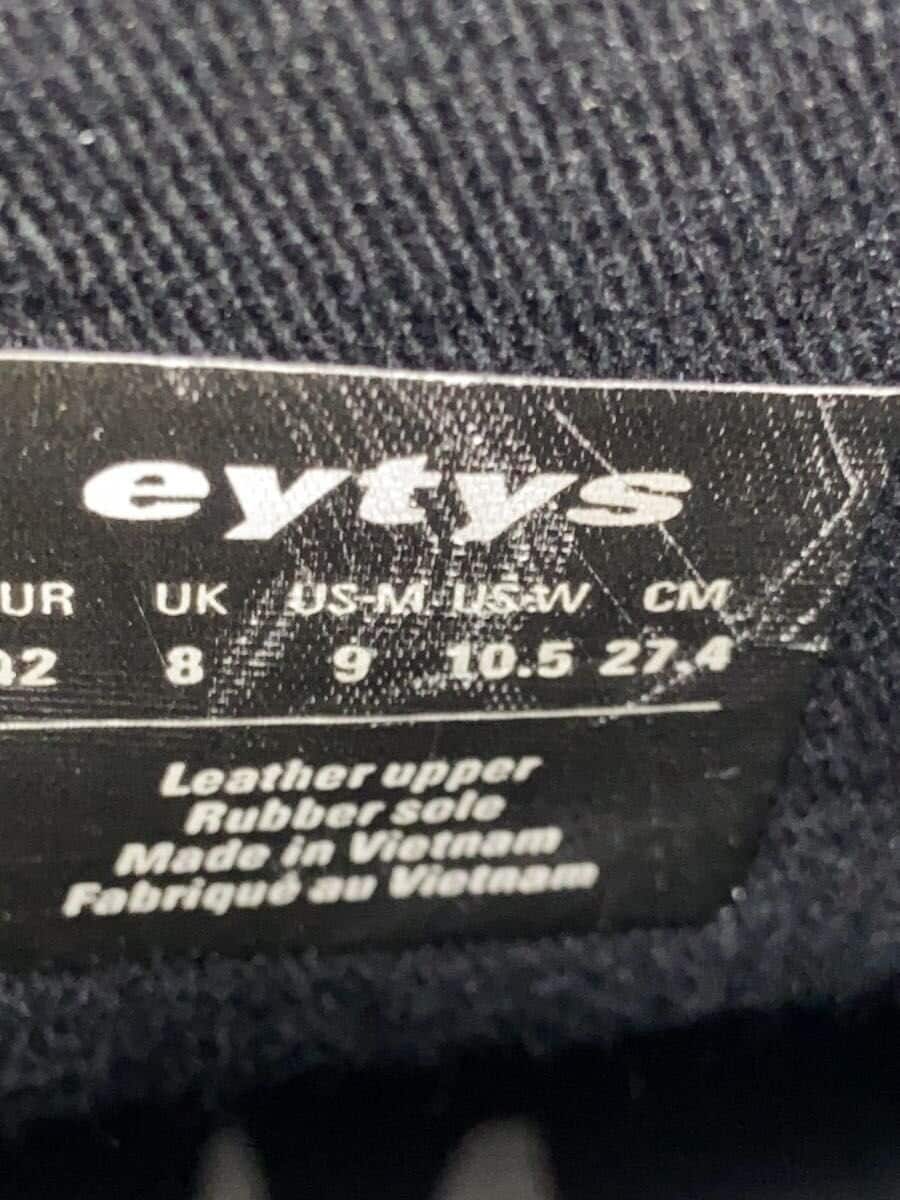 eytys
UR UK US-M US-W CM
42 8 9 10.5 27.4
Leather upper
Rubber sole
Made in Vietnam
Fabriqué au Vietnam